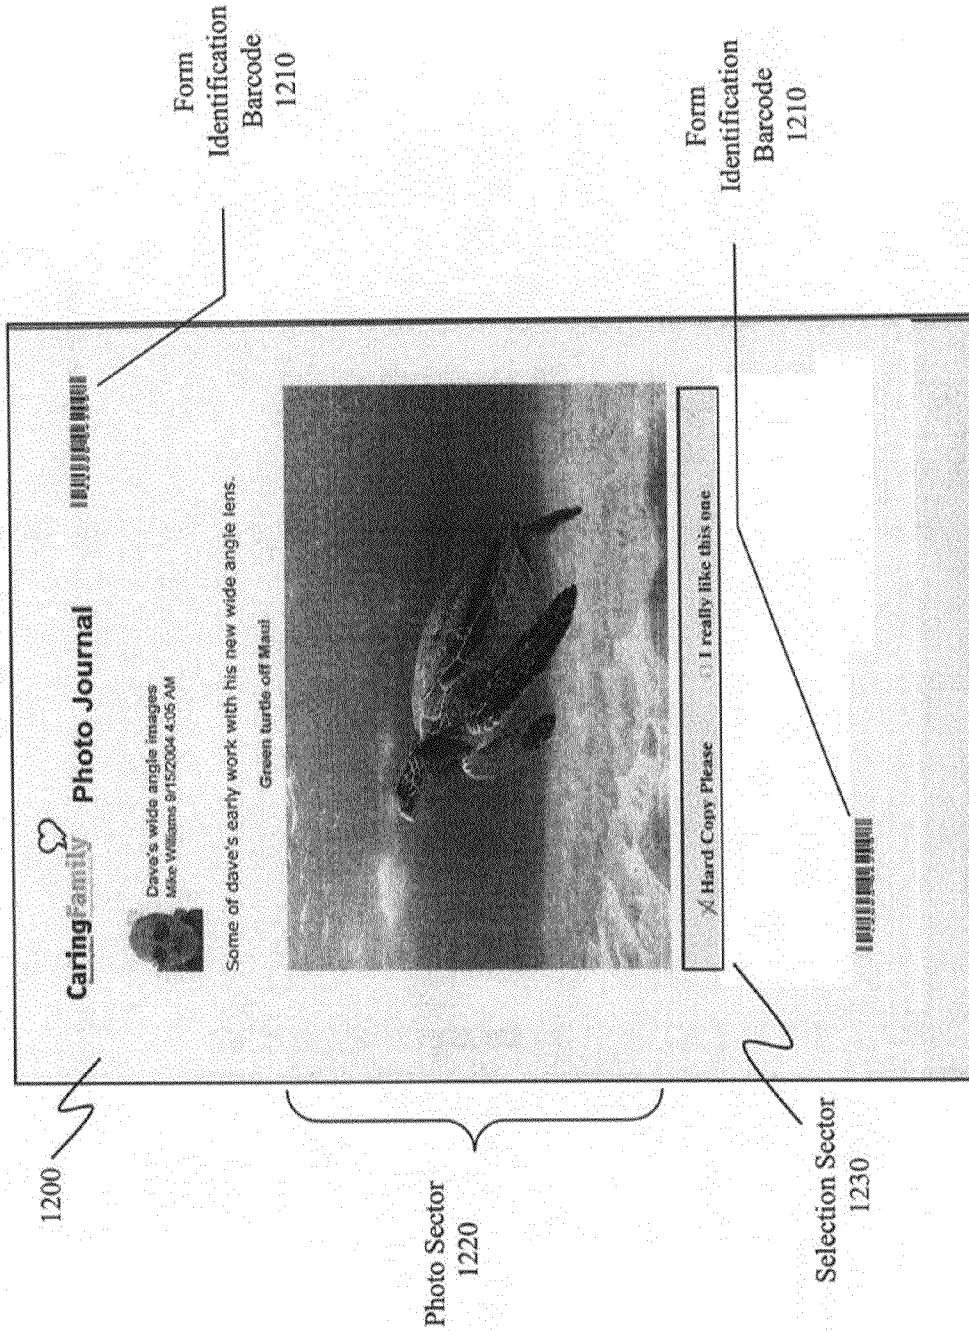 1200
CaringFamily Photo Journal
Form
Identification
Barcode
1210
Dave's wide angle images
Mike Williams 9/15/2004 4:05 AM
Some of dave's early work with his new wide angle lens.
Green turtle off Maui
Photo Sector
1220
Hard Copy Please
I really like this one
Form
Identification
Barcode
1210
Selection Sector
1230